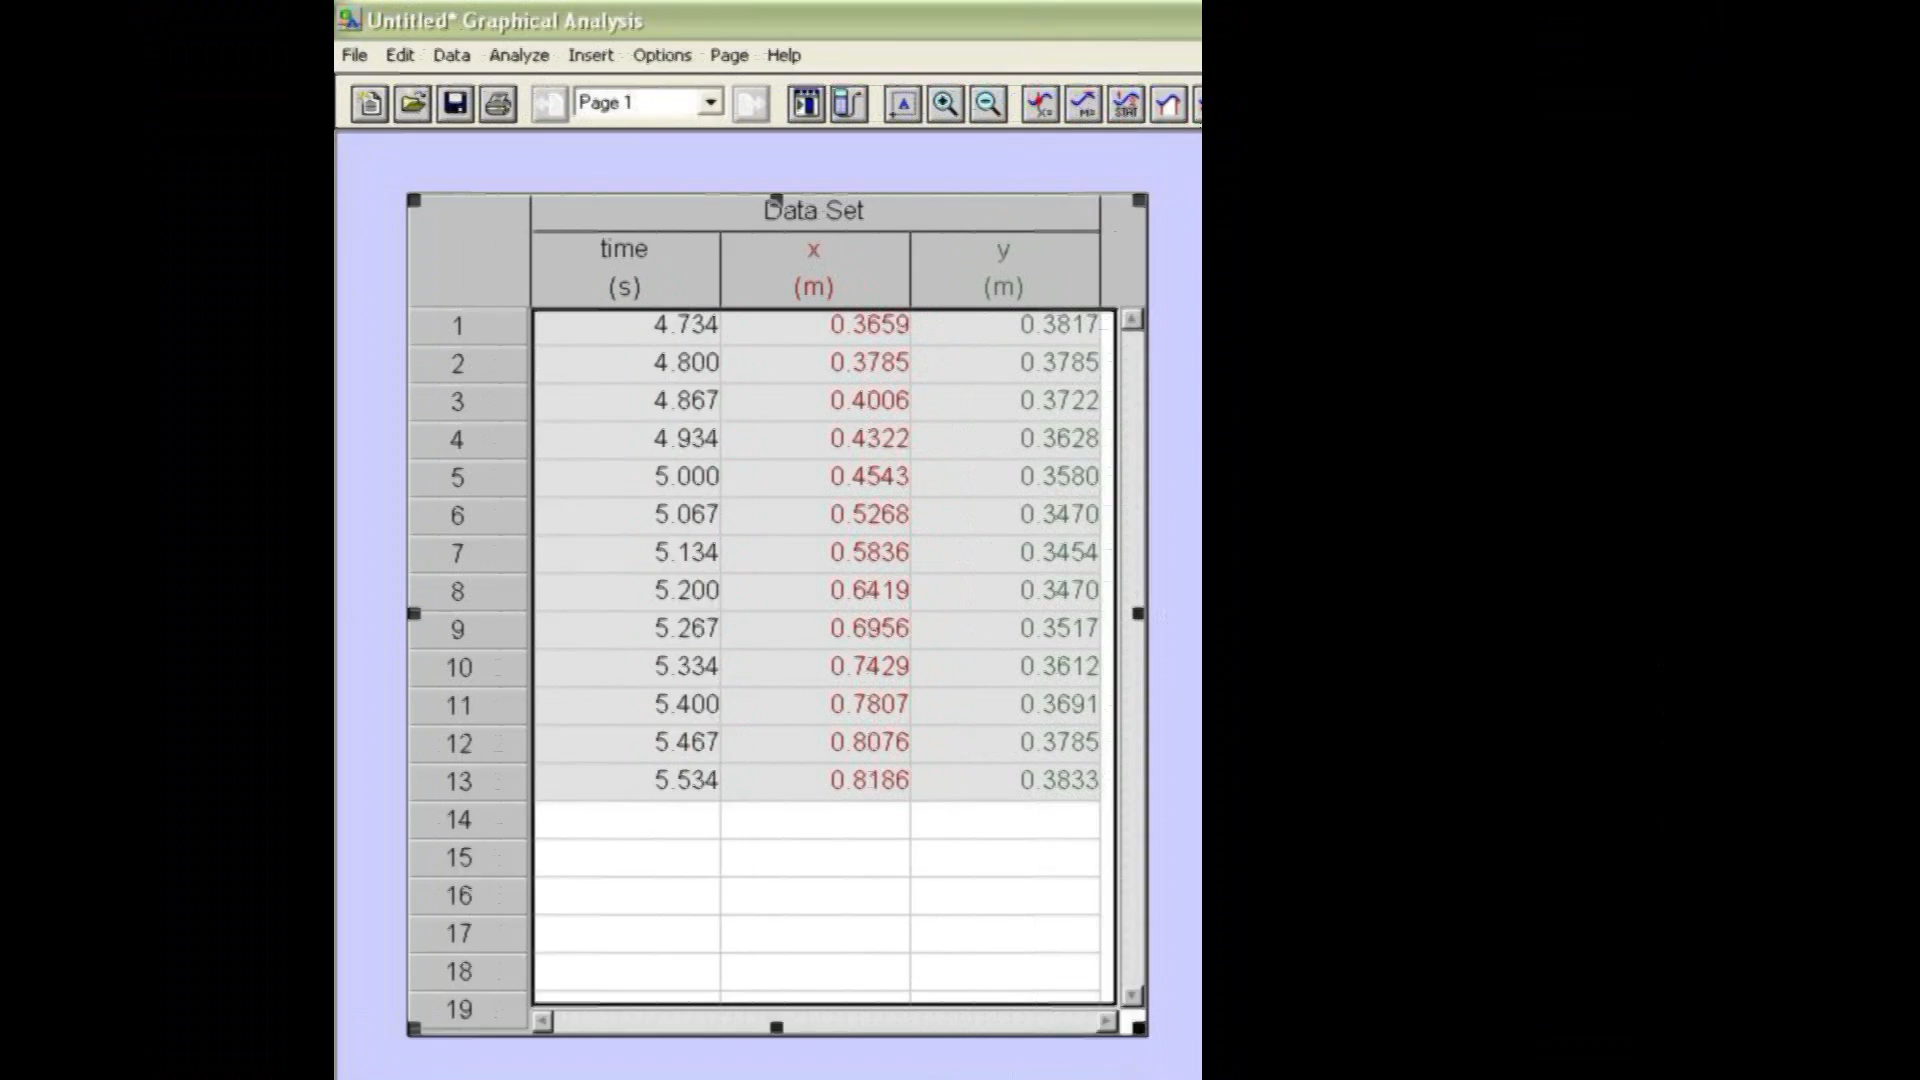 Untitled* Graphical Analysis
File Edit Data Analyze Insert Options Page Help
Page 1 A X= M= STAT
Data Set
time x y
(s) (m) (m)
1 4.734 0.3659 0.3817
2 4.800 0.3785 0.3785
3 4.867 0.4006 0.3722
4 4.934 0.4322 0.3628
5 5.000 0.4543 0.3580
6 5.067 0.5268 0.3470
7 5.134 0.5836 0.3454
8 5.200 0.6419 0.3470
9 5.267 0.6956 0.3517
10 5.334 0.7429 0.3612
11 5.400 0.7807 0.3691
12 5.467 0.8076 0.3785
13 5.534 0.8186 0.3833
14
15
16
17
18
19